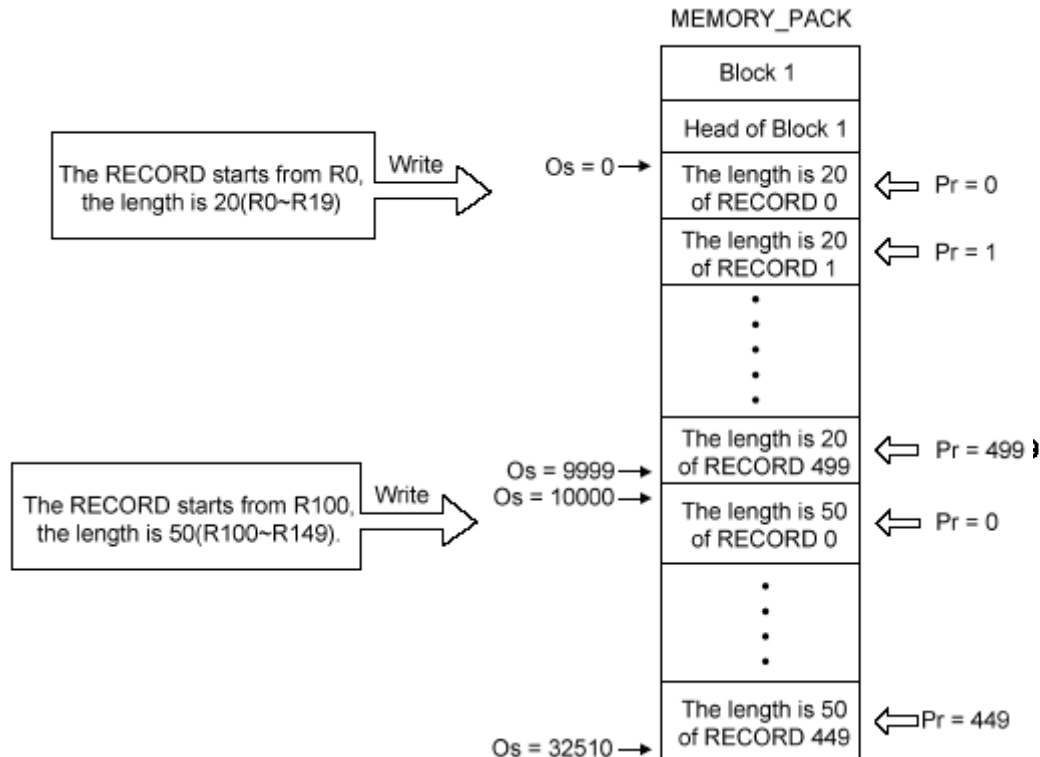 MEMORY_PACK
Block 1
Head of Block 1
The RECORD starts from R0,
the length is 20(R0~R19)
Write
Os = 0
The length is 20
of RECORD 0
Pr = 0
The length is 20
of RECORD 1
Pr = 1
The length is 20
of RECORD 499
Pr = 499
Os = 9999
Os = 10000
The RECORD starts from R100,
the length is 50(R100~R149).
Write
The length is 50
of RECORD 0
Pr = 0
The length is 50
of RECORD 449
Pr = 449
Os = 32510